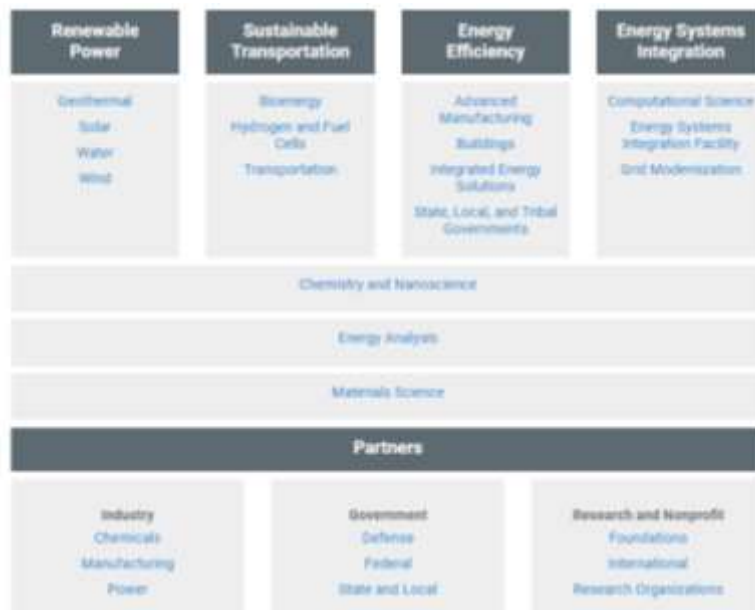 Renewable
Power
Sustainable
Transportation
Energy
Efficiency
Energy Systems
Integration
Geothermal
Solar
Water
Wind
Bioenergy
Hydrogen and Fuel
Cells
Transportation
Advanced
Manufacturing
Buildings
Integrated Energy
Solutions
State, Local, and Tribal
Governments
Computational Science
Energy Systems
Integration Facility
Grid Modernization
Chemistry and Nanoscience
Energy Analysis
Materials Science
Partners
Industry
Chemicals
Manufacturing
Power
Government
Defense
Federal
State and Local
Research and Nonprofit
Foundations
International
Research Organizations